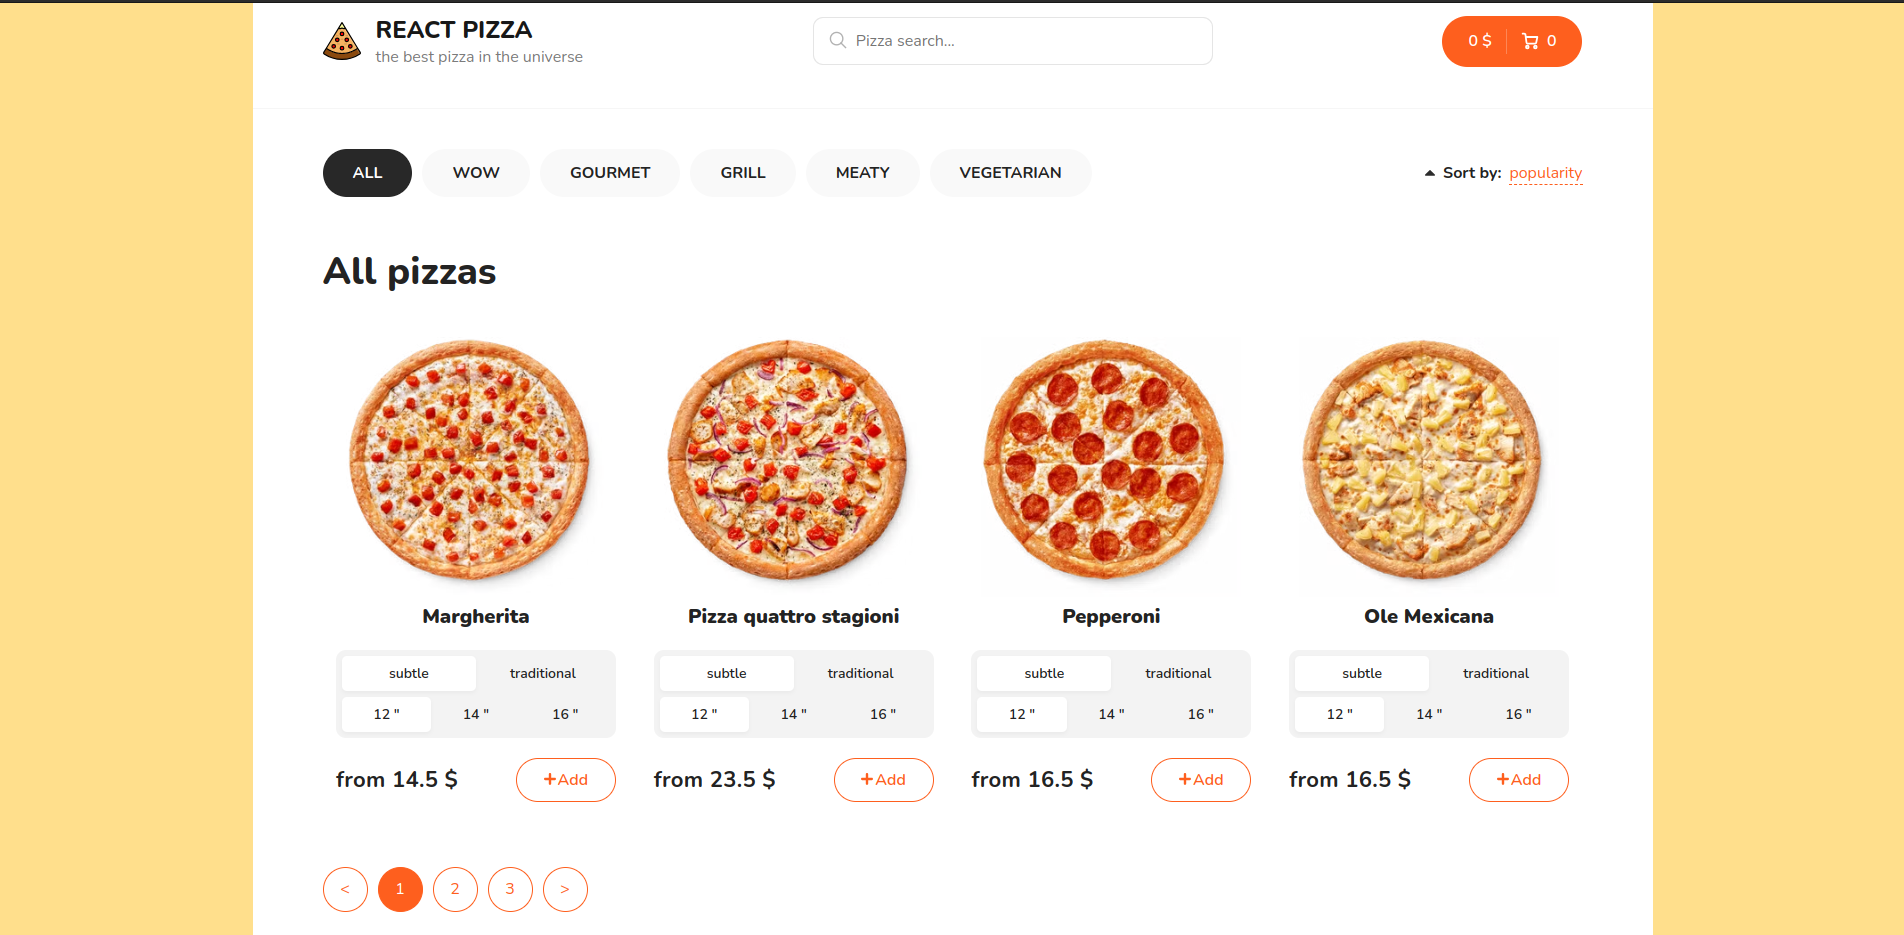 REACT PIZZA
the best pizza in the universe
Pizza search...
0 $ 0
ALL WOW GOURMET GRILL MEATY VEGETARIAN
Sort by: popularity
All pizzas
Margherita Pizza quattro stagioni Pepperoni Ole Mexicana
subtle traditional subtle traditional subtle traditional subtle traditional
12 " 14 " 16 " 12 " 14 " 16 " 12 " 14 " 16 " 12 " 14 " 16 "
from 14.5 $ +Add from 23.5 $ +Add from 16.5 $ +Add from 16.5 $ +Add
< 1 2 3 >